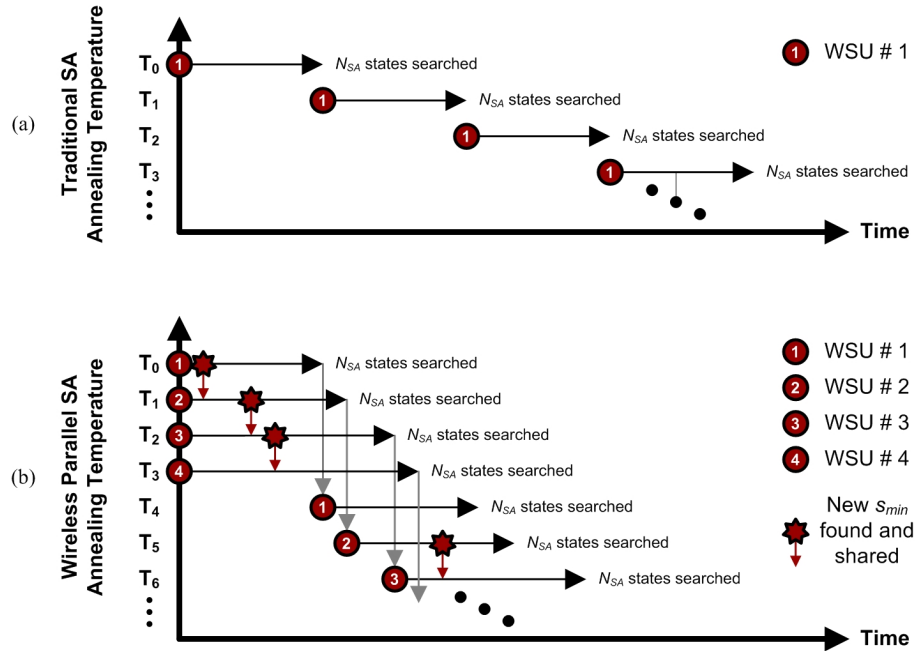 (a)
Traditional SA
Annealing Temperature
T0
1
NSA states searched
1
WSU # 1
T1
1
NSA states searched
T2
1
NSA states searched
T3
1
NSA states searched
Time
(b)
Wireless Parallel SA
Annealing Temperature
T0
1
NSA states searched
1
WSU # 1
T1
2
NSA states searched
2
WSU # 2
T2
3
NSA states searched
3
WSU # 3
T3
4
NSA states searched
4
WSU # 4
T4
1
NSA states searched
T5
2
NSA states searched
T6
3
NSA states searched
New smin
found and
shared
Time